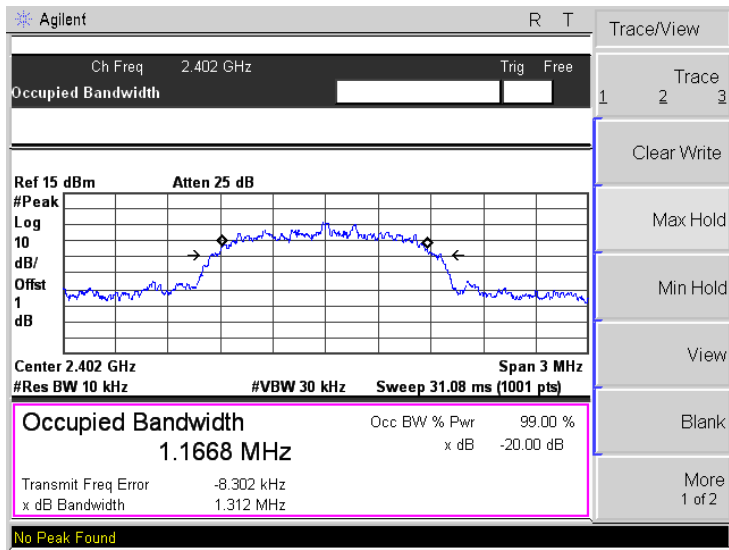 Agilent R T
Trace/View
Ch Freq 2.402 GHz Trig Free
Occupied Bandwidth
Trace
1 2 3
Clear Write
Max Hold
Min Hold
View
Blank
More
1 of 2
Ref 15 dBm Atten 25 dB
#Peak
Log
10
dB/
Offst
1
dB
Center 2.402 GHz Span 3 MHz
#Res BW 10 kHz #VBW 30 kHz Sweep 31.08 ms (1001 pts)
Occupied Bandwidth Occ BW % Pwr 99.00 %
1.1668 MHz x dB -20.00 dB
Transmit Freq Error -8.302 kHz
x dB Bandwidth 1.312 MHz
No Peak Found